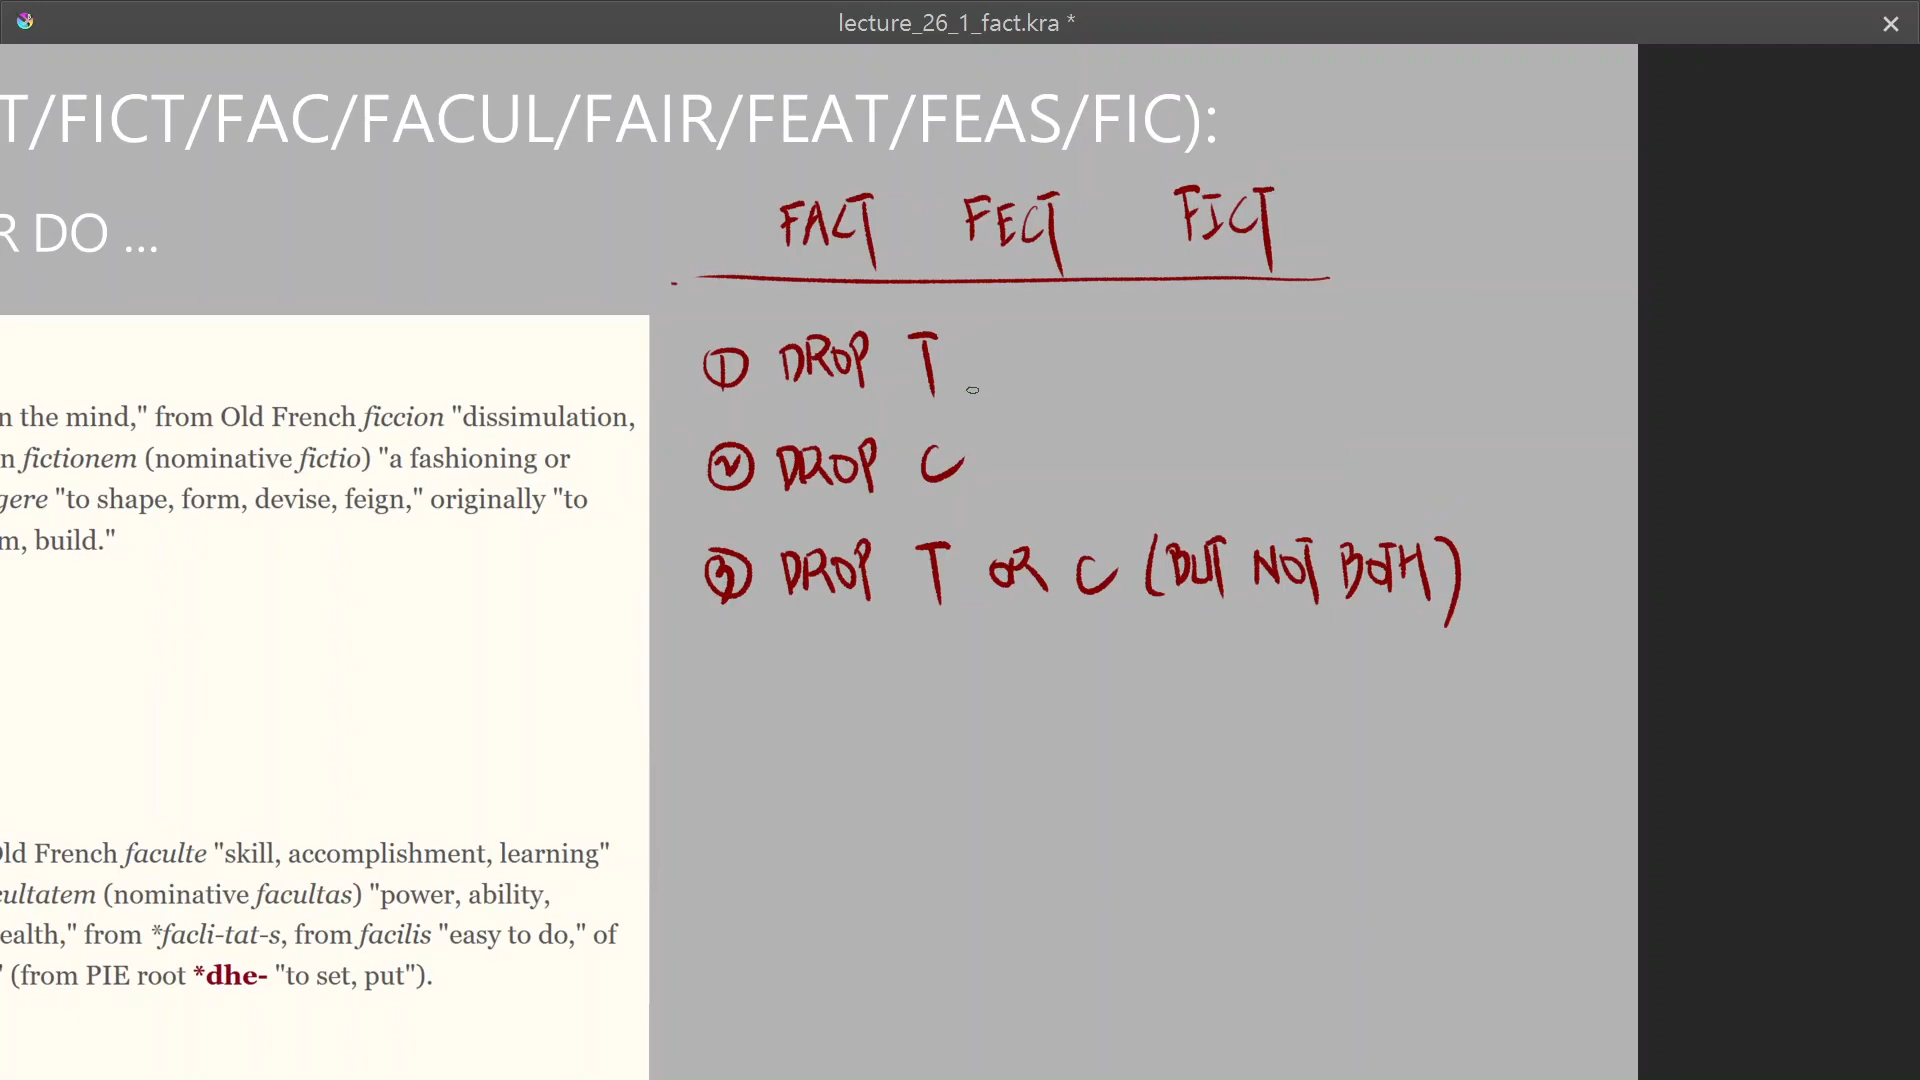 lecture_26_1_fact.kra *
T/FICT/FAC/FACUL/FAIR/FEAT/FEAS/FIC):
R DO ...
FACT FECT FICT
① DROP T
② DROP C
③ DROP T OR C (BUT NOT BOTH)
n the mind," from Old French ficcion "dissimulation,
n fictionem (nominative fictio) "a fashioning or
gere "to shape, form, devise, feign," originally "to
m, build."
Old French faculte "skill, accomplishment, learning"
cultatem (nominative facultas) "power, ability,
ealth," from *facli-tat-s, from facilis "easy to do," of
" (from PIE root *dhe- "to set, put").